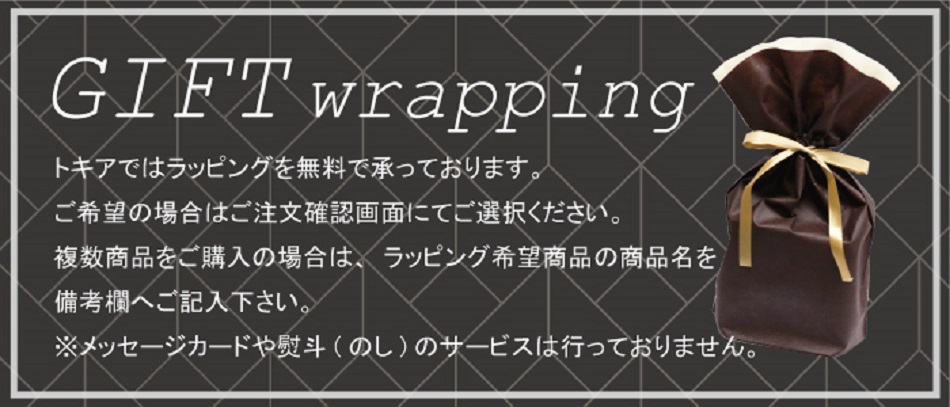 GIFT wrapping
トキアではラッピングを無料で承っております。
ご希望の場合はご注文確認画面にてご選択ください。
複数商品をご購入の場合は、ラッピング希望商品の商品名を
備考欄へご記入下さい。
※メッセージカードや熨斗(のし)のサービスは行っておりません。